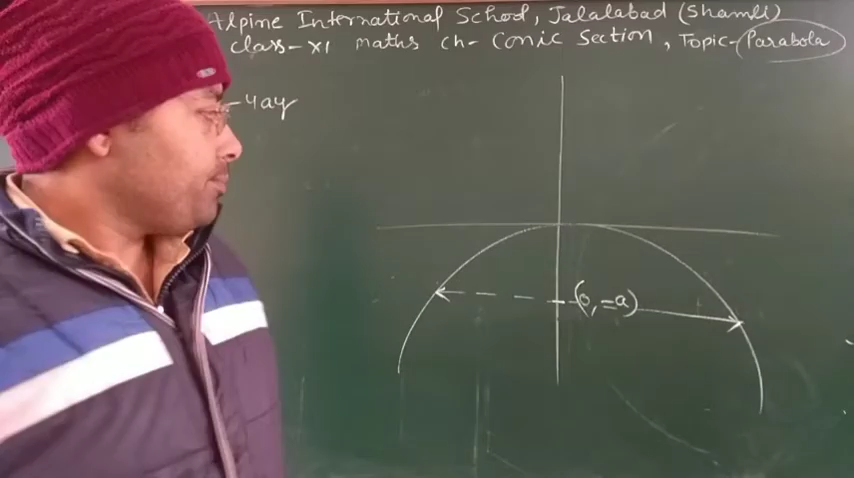 Alpine International School, Jalalabad (Shamli)
class-XI maths ch- Conic Section, Topic-Parabola
-4ay
(0,-a)